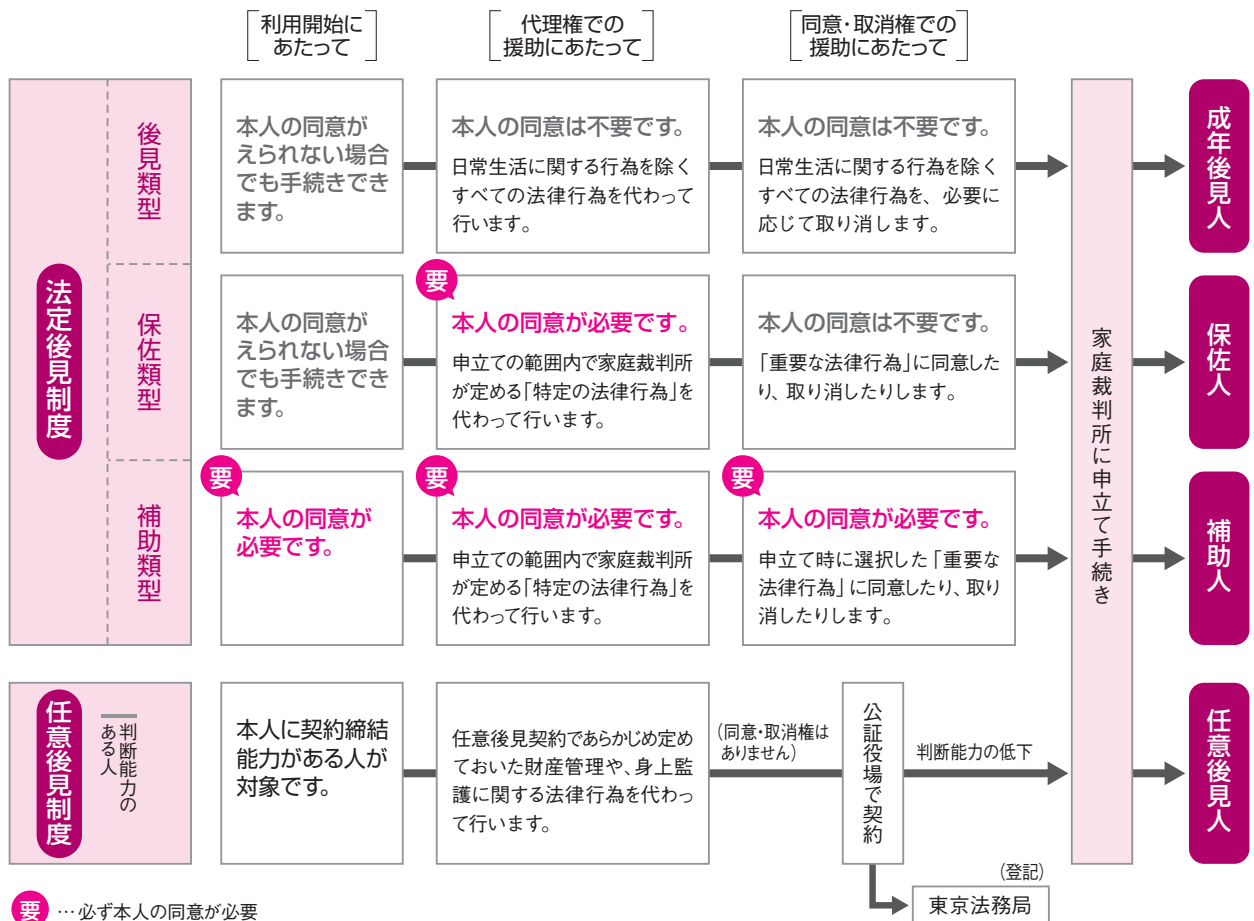 利用開始に
あたって
代理権での
援助にあたって
同意・取消権での
援助にあたって
法定後見制度
後見類型
本人の同意が
えられない場合
でも手続きでき
ます。
本人の同意は不要です。
日常生活に関する行為を除く
すべての法律行為を代わって
行います。
本人の同意は不要です。
日常生活に関する行為を除く
すべての法律行為を、必要に
応じて取り消します。
成年後見人
保佐類型
本人の同意が
えられない場合
でも手続きでき
ます。
要
本人の同意が必要です。
申立ての範囲内で家庭裁判所
が定める「特定の法律行為」を
代わって行います。
本人の同意は不要です。
「重要な法律行為」に同意した
り、取り消したりします。
保佐人
補助類型
要
本人の同意が
必要です。
要
本人の同意が必要です。
申立ての範囲内で家庭裁判所
が定める「特定の法律行為」を
代わって行います。
要
本人の同意が必要です。
申立て時に選択した「重要な
法律行為」に同意したり、取り
消したりします。
補助人
家庭裁判所に申立て手続き
任意後見制度
判断能力の
ある人
本人に契約締結
能力がある人が
対象です。
任意後見契約であらかじめ定め
ておいた財産管理や、身上監
護に関する法律行為を代わっ
て行います。
(同意・取消権は
ありません)
公証役場で契約
判断能力の低下
任意後見人
(登記)
東京法務局
要 …必ず本人の同意が必要